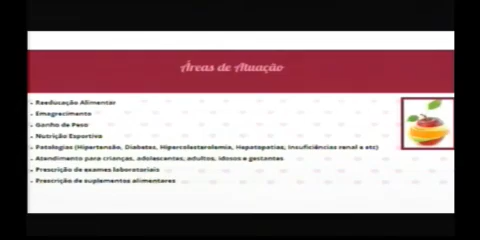 Áreas de Atuação
Reeducação Alimentar
Emagrecimento
Ganho de Peso
Nutrição Esportiva
Patologias (Hipertensão, Diabetes, Hipercolesterolemia, Hepatopatias, Insuficiências renal e etc)
Atendimento para crianças, adolescentes, adultos, idosos e gestantes
Prescrição de exames laboratoriais
Prescrição de suplementos alimentares